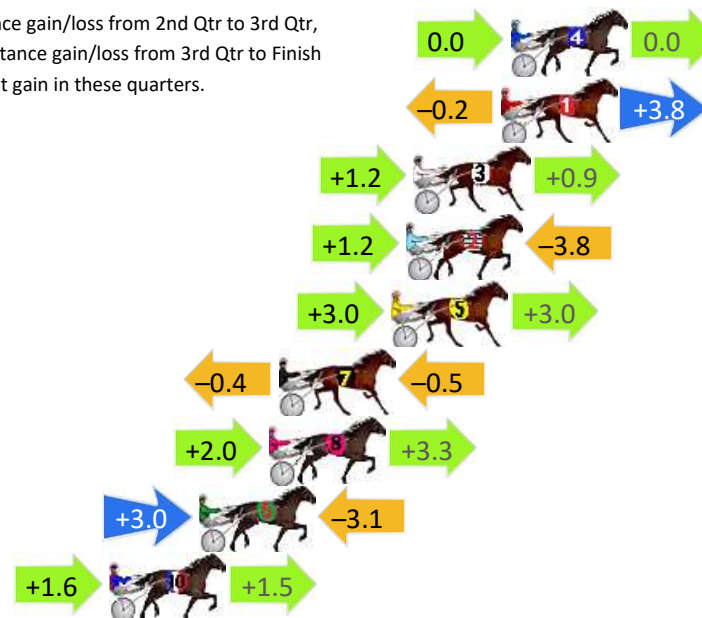 ce gain/loss from 2nd Qtr to 3rd Qtr,
tance gain/loss from 3rd Qtr to Finish
t gain in these quarters.
0.0 4 0.0
–0.2 1 +3.8
+1.2 3 +0.9
+1.2 2 –3.8
+3.0 5 +3.0
–0.4 7 –0.5
+2.0 8 +3.3
+3.0 6 –3.1
+1.6 10 +1.5